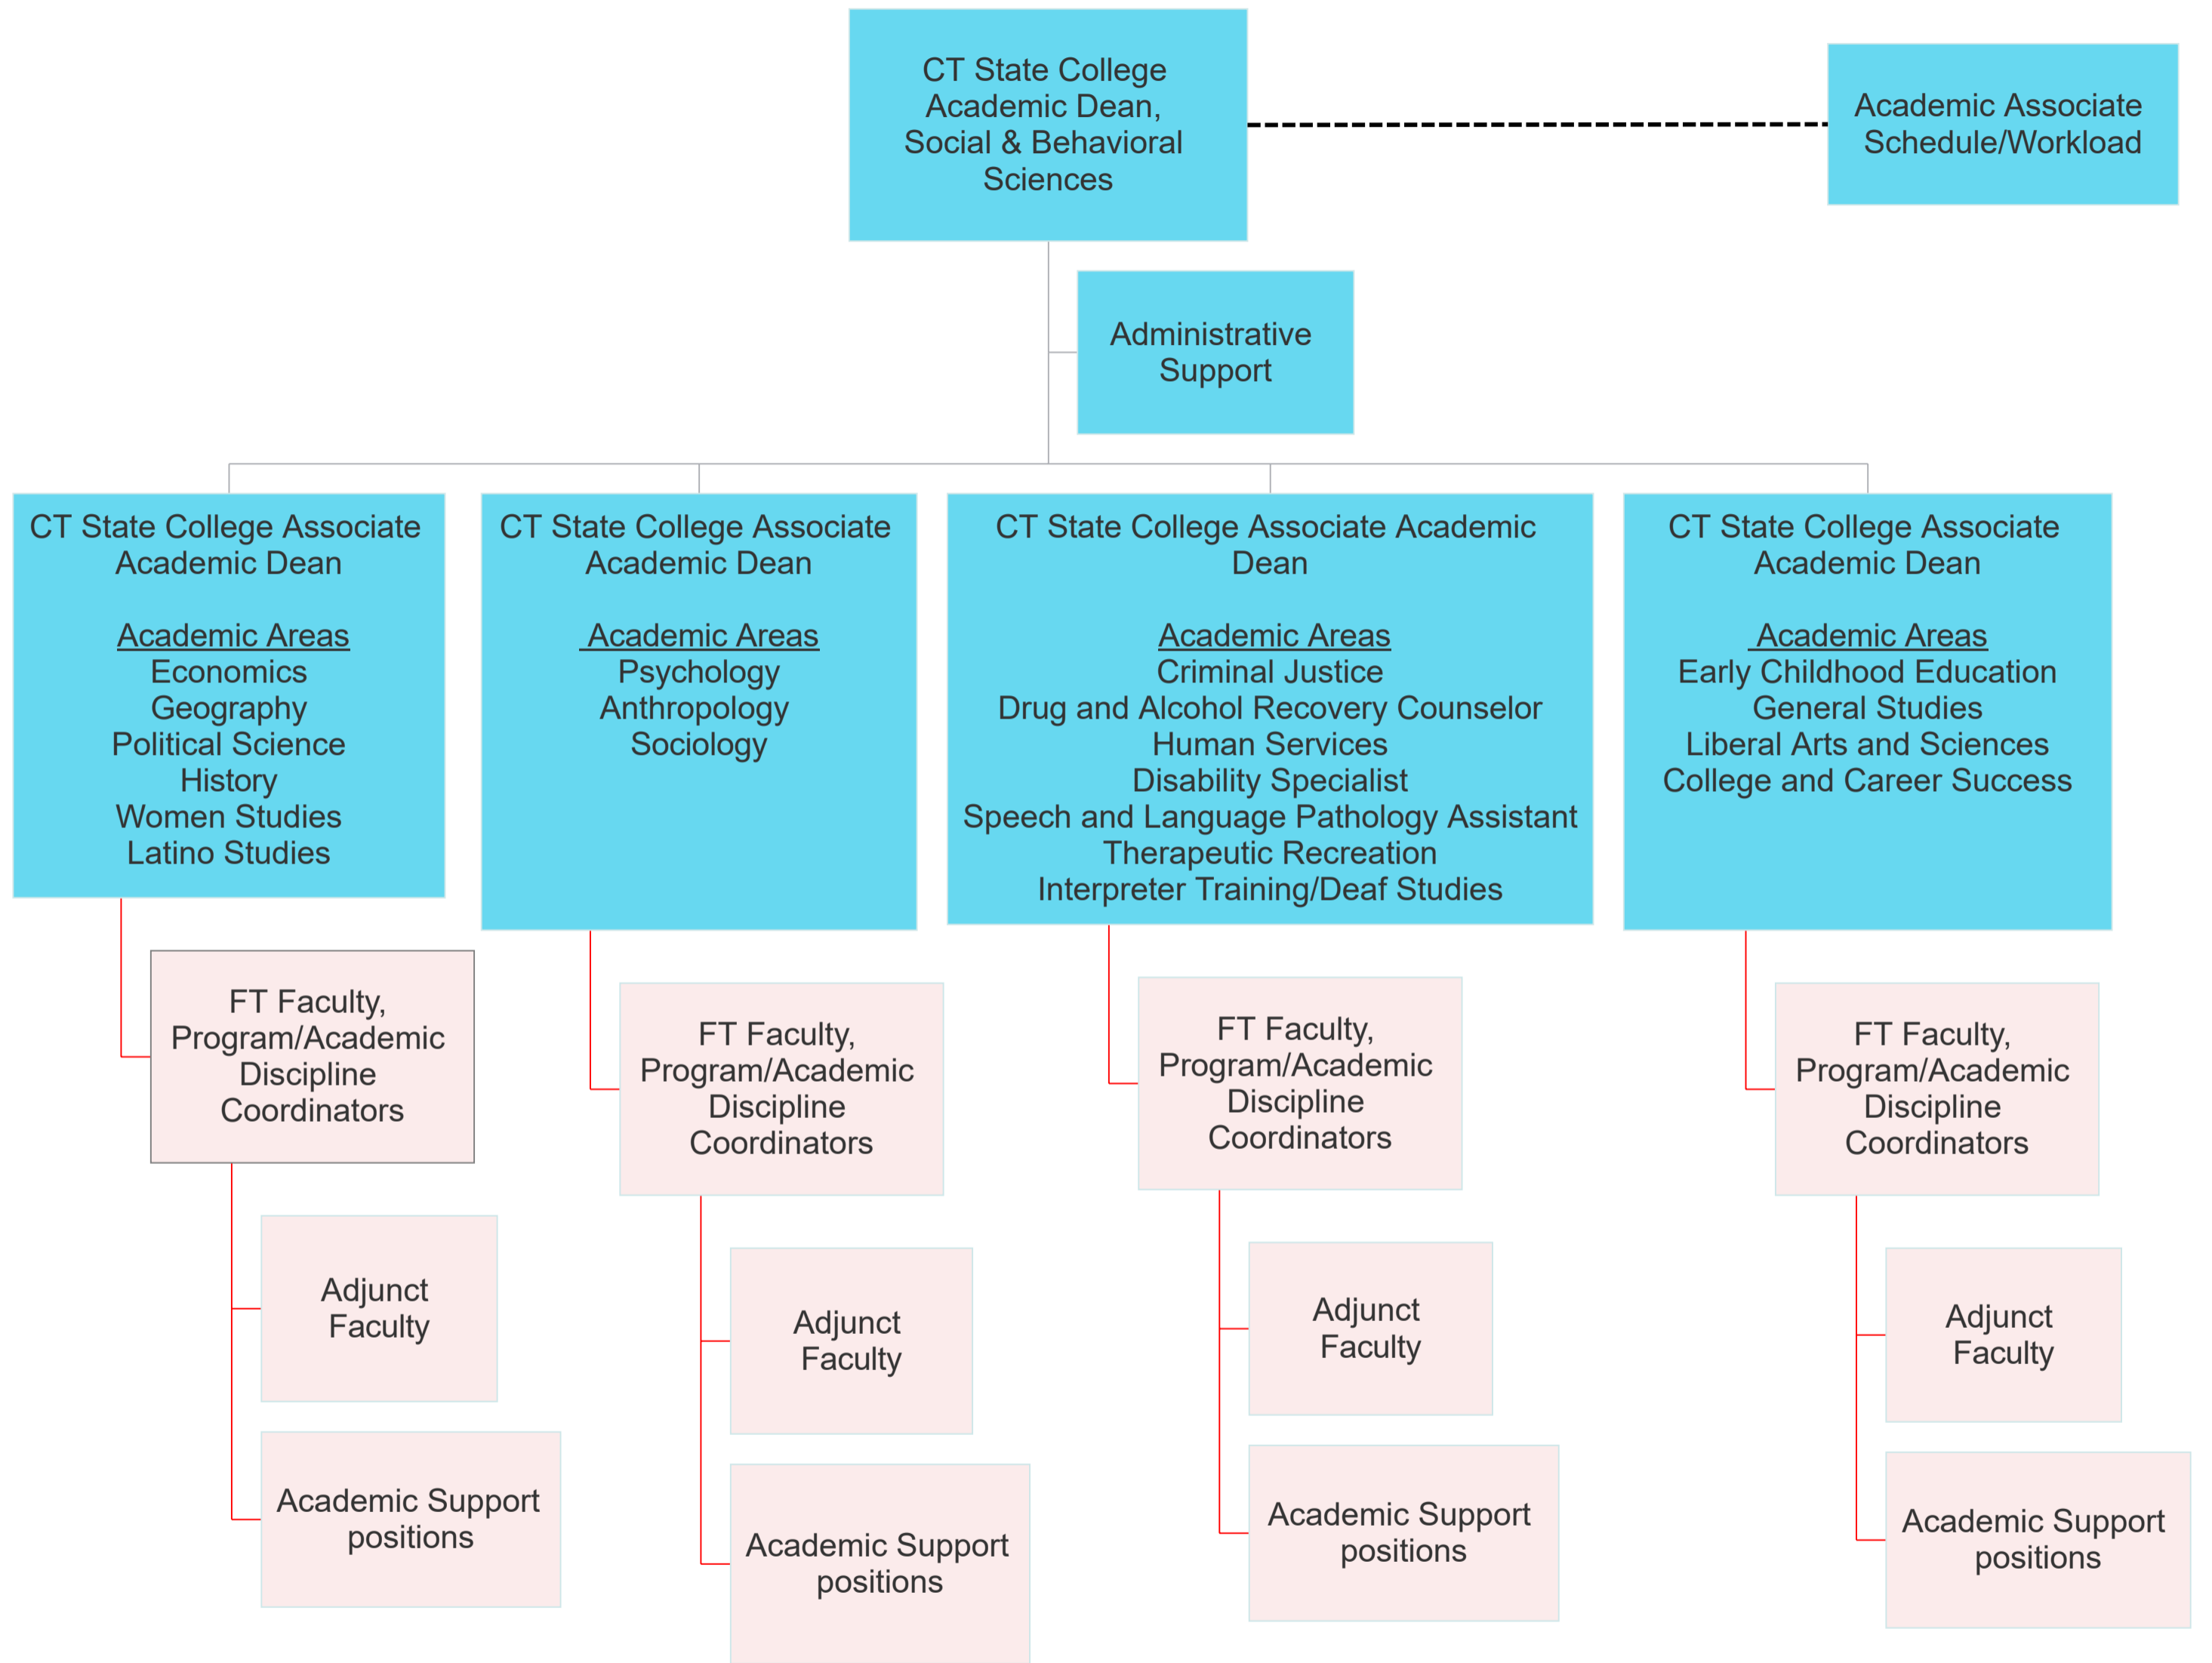 CT State College
Academic Dean,
Social & Behavioral
Sciences
Academic Associate
Schedule/Workload
Administrative
Support
CT State College Associate
Academic Dean
Academic Areas
Economics
Geography
Political Science
History
Women Studies
Latino Studies
CT State College Associate
Academic Dean
Academic Areas
Psychology
Anthropology
Sociology
CT State College Associate Academic
Dean
Academic Areas
Criminal Justice
Drug and Alcohol Recovery Counselor
Human Services
Disability Specialist
Speech and Language Pathology Assistant
Therapeutic Recreation
Interpreter Training/Deaf Studies
CT State College Associate
Academic Dean
Academic Areas
Early Childhood Education
General Studies
Liberal Arts and Sciences
College and Career Success
FT Faculty,
Program/Academic
Discipline
Coordinators
FT Faculty,
Program/Academic
Discipline
Coordinators
FT Faculty,
Program/Academic
Discipline
Coordinators
FT Faculty,
Program/Academic
Discipline
Coordinators
Adjunct
Faculty
Adjunct
Faculty
Adjunct
Faculty
Adjunct
Faculty
Academic Support
positions
Academic Support
positions
Academic Support
positions
Academic Support
positions